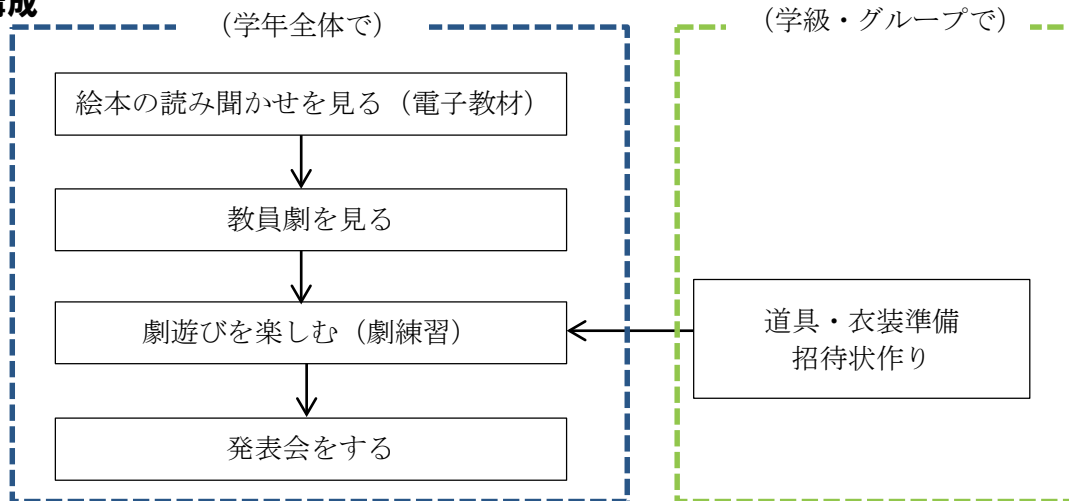 構成
(学年全体で)
(学級・グループで)
絵本の読み聞かせを見る(電子教材)
教員劇を見る
劇遊びを楽しむ(劇練習)
道具・衣装準備
招待状作り
発表会をする